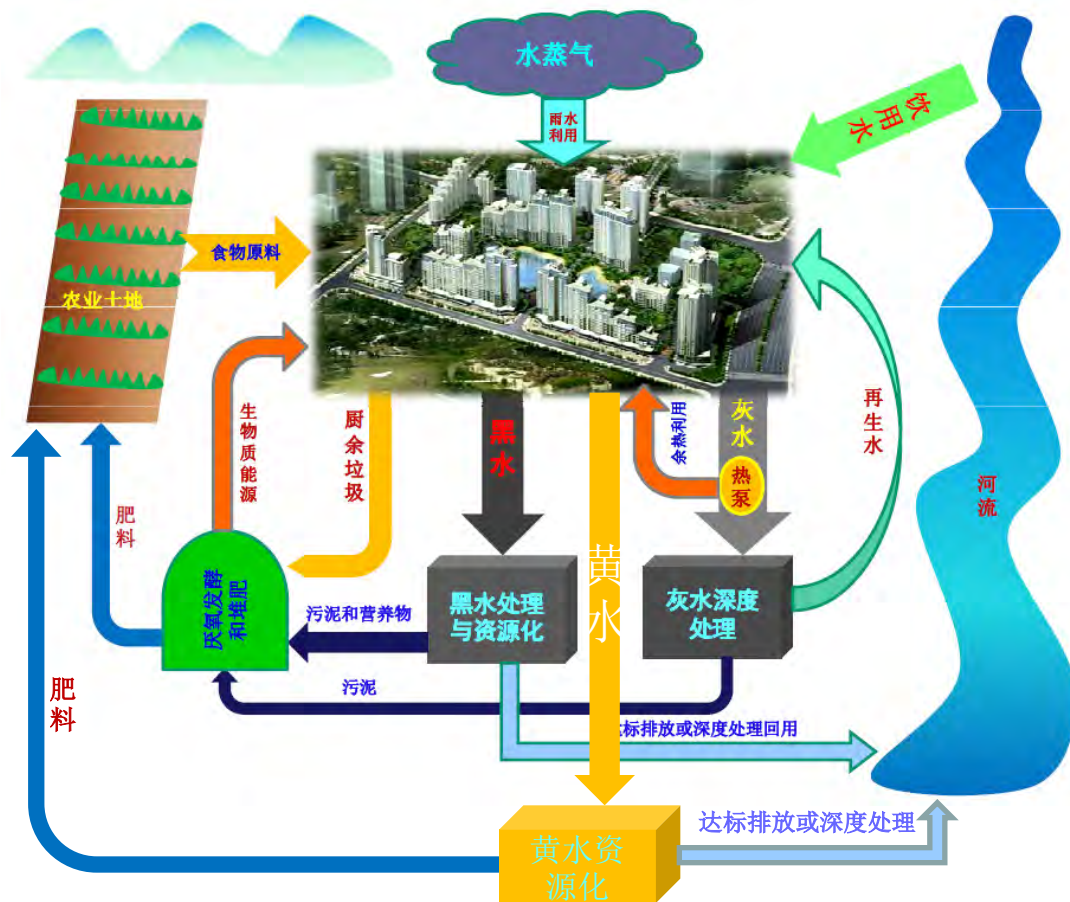 水蒸气
雨水
利用
饮用水
食物原料
农业土地
生物质能源
厨余垃圾
黑水
余热利用
灰水
热泵
再生水
河流
肥料
厌氧发酵
和堆肥
污泥和营养物
黑水处理
与资源化
黄水
灰水深度
处理
污泥
肥料
达标排放或深度处理回用
黄水资
源化
达标排放或深度处理